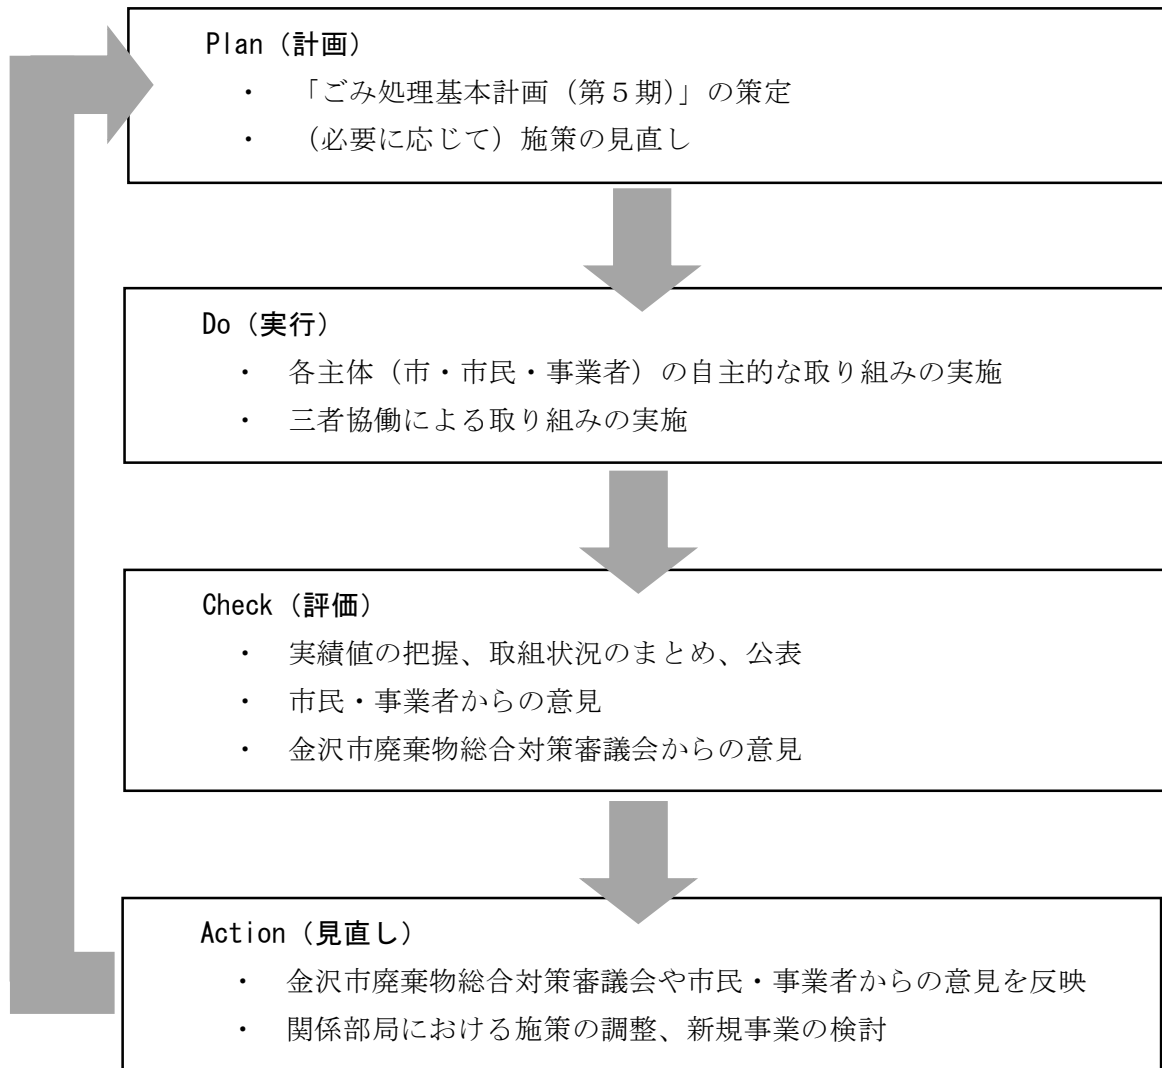 Plan（計画）
・ 「ごみ処理基本計画（第５期）」の策定
・ （必要に応じて）施策の見直し
Do（実行）
・ 各主体（市・市民・事業者）の自主的な取り組みの実施
・ 三者協働による取り組みの実施
Check（評価）
・ 実績値の把握、取組状況のまとめ、公表
・ 市民・事業者からの意見
・ 金沢市廃棄物総合対策審議会からの意見
Action（見直し）
・ 金沢市廃棄物総合対策審議会や市民・事業者からの意見を反映
・ 関係部局における施策の調整、新規事業の検討